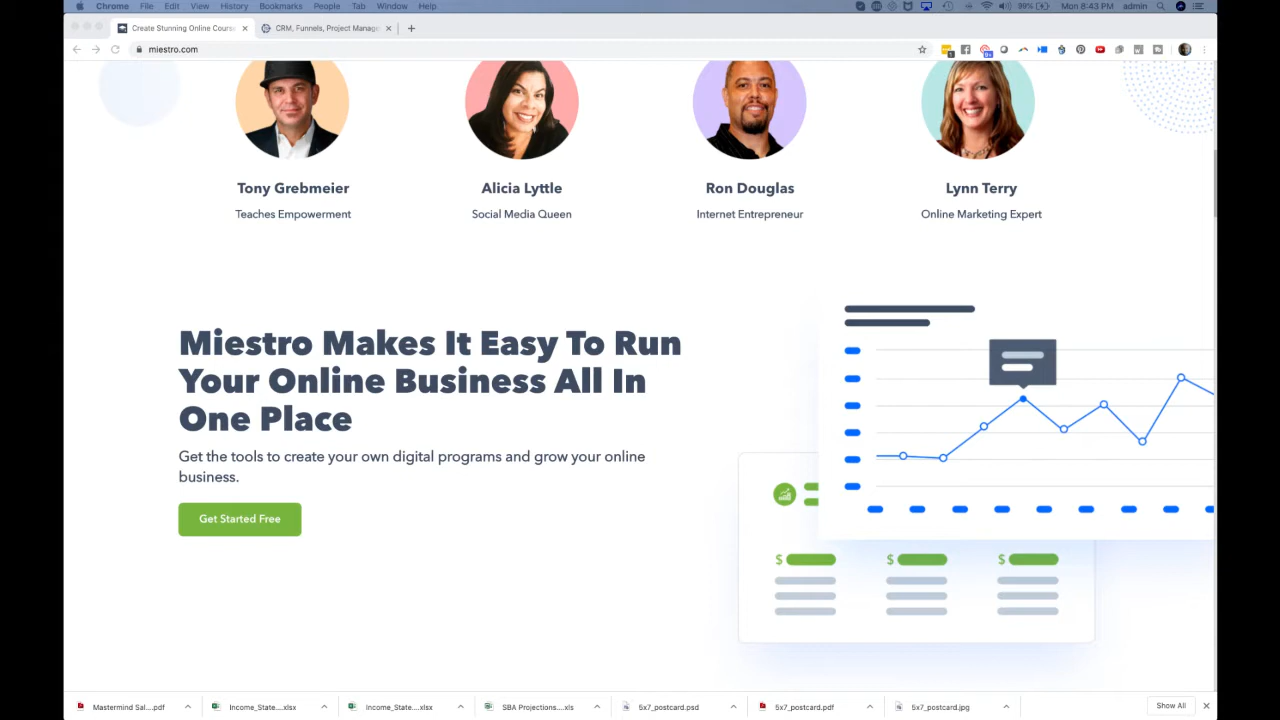 Chrome File Edit View History Bookmarks People Tab Window Help 99% Mon 8:43 PM admin
Create Stunning Online Cours CRM, Funnels, Project Manage
miestro.com
Tony Grebmeier Alicia Lyttle Ron Douglas Lynn Terry
Teaches Empowerment Social Media Queen Internet Entrepreneur Online Marketing Expert
Miestro Makes It Easy To Run
Your Online Business All In
One Place
Get the tools to create your own digital programs and grow your online
business.
Get Started Free
$ $ $
Mastermind Sal....pdf Income_State....xlsx Income_State....xlsx SBA Projections....xls 5x7_postcard.psd 5x7_postcard.pdf 5x7_postcard.jpg Show All